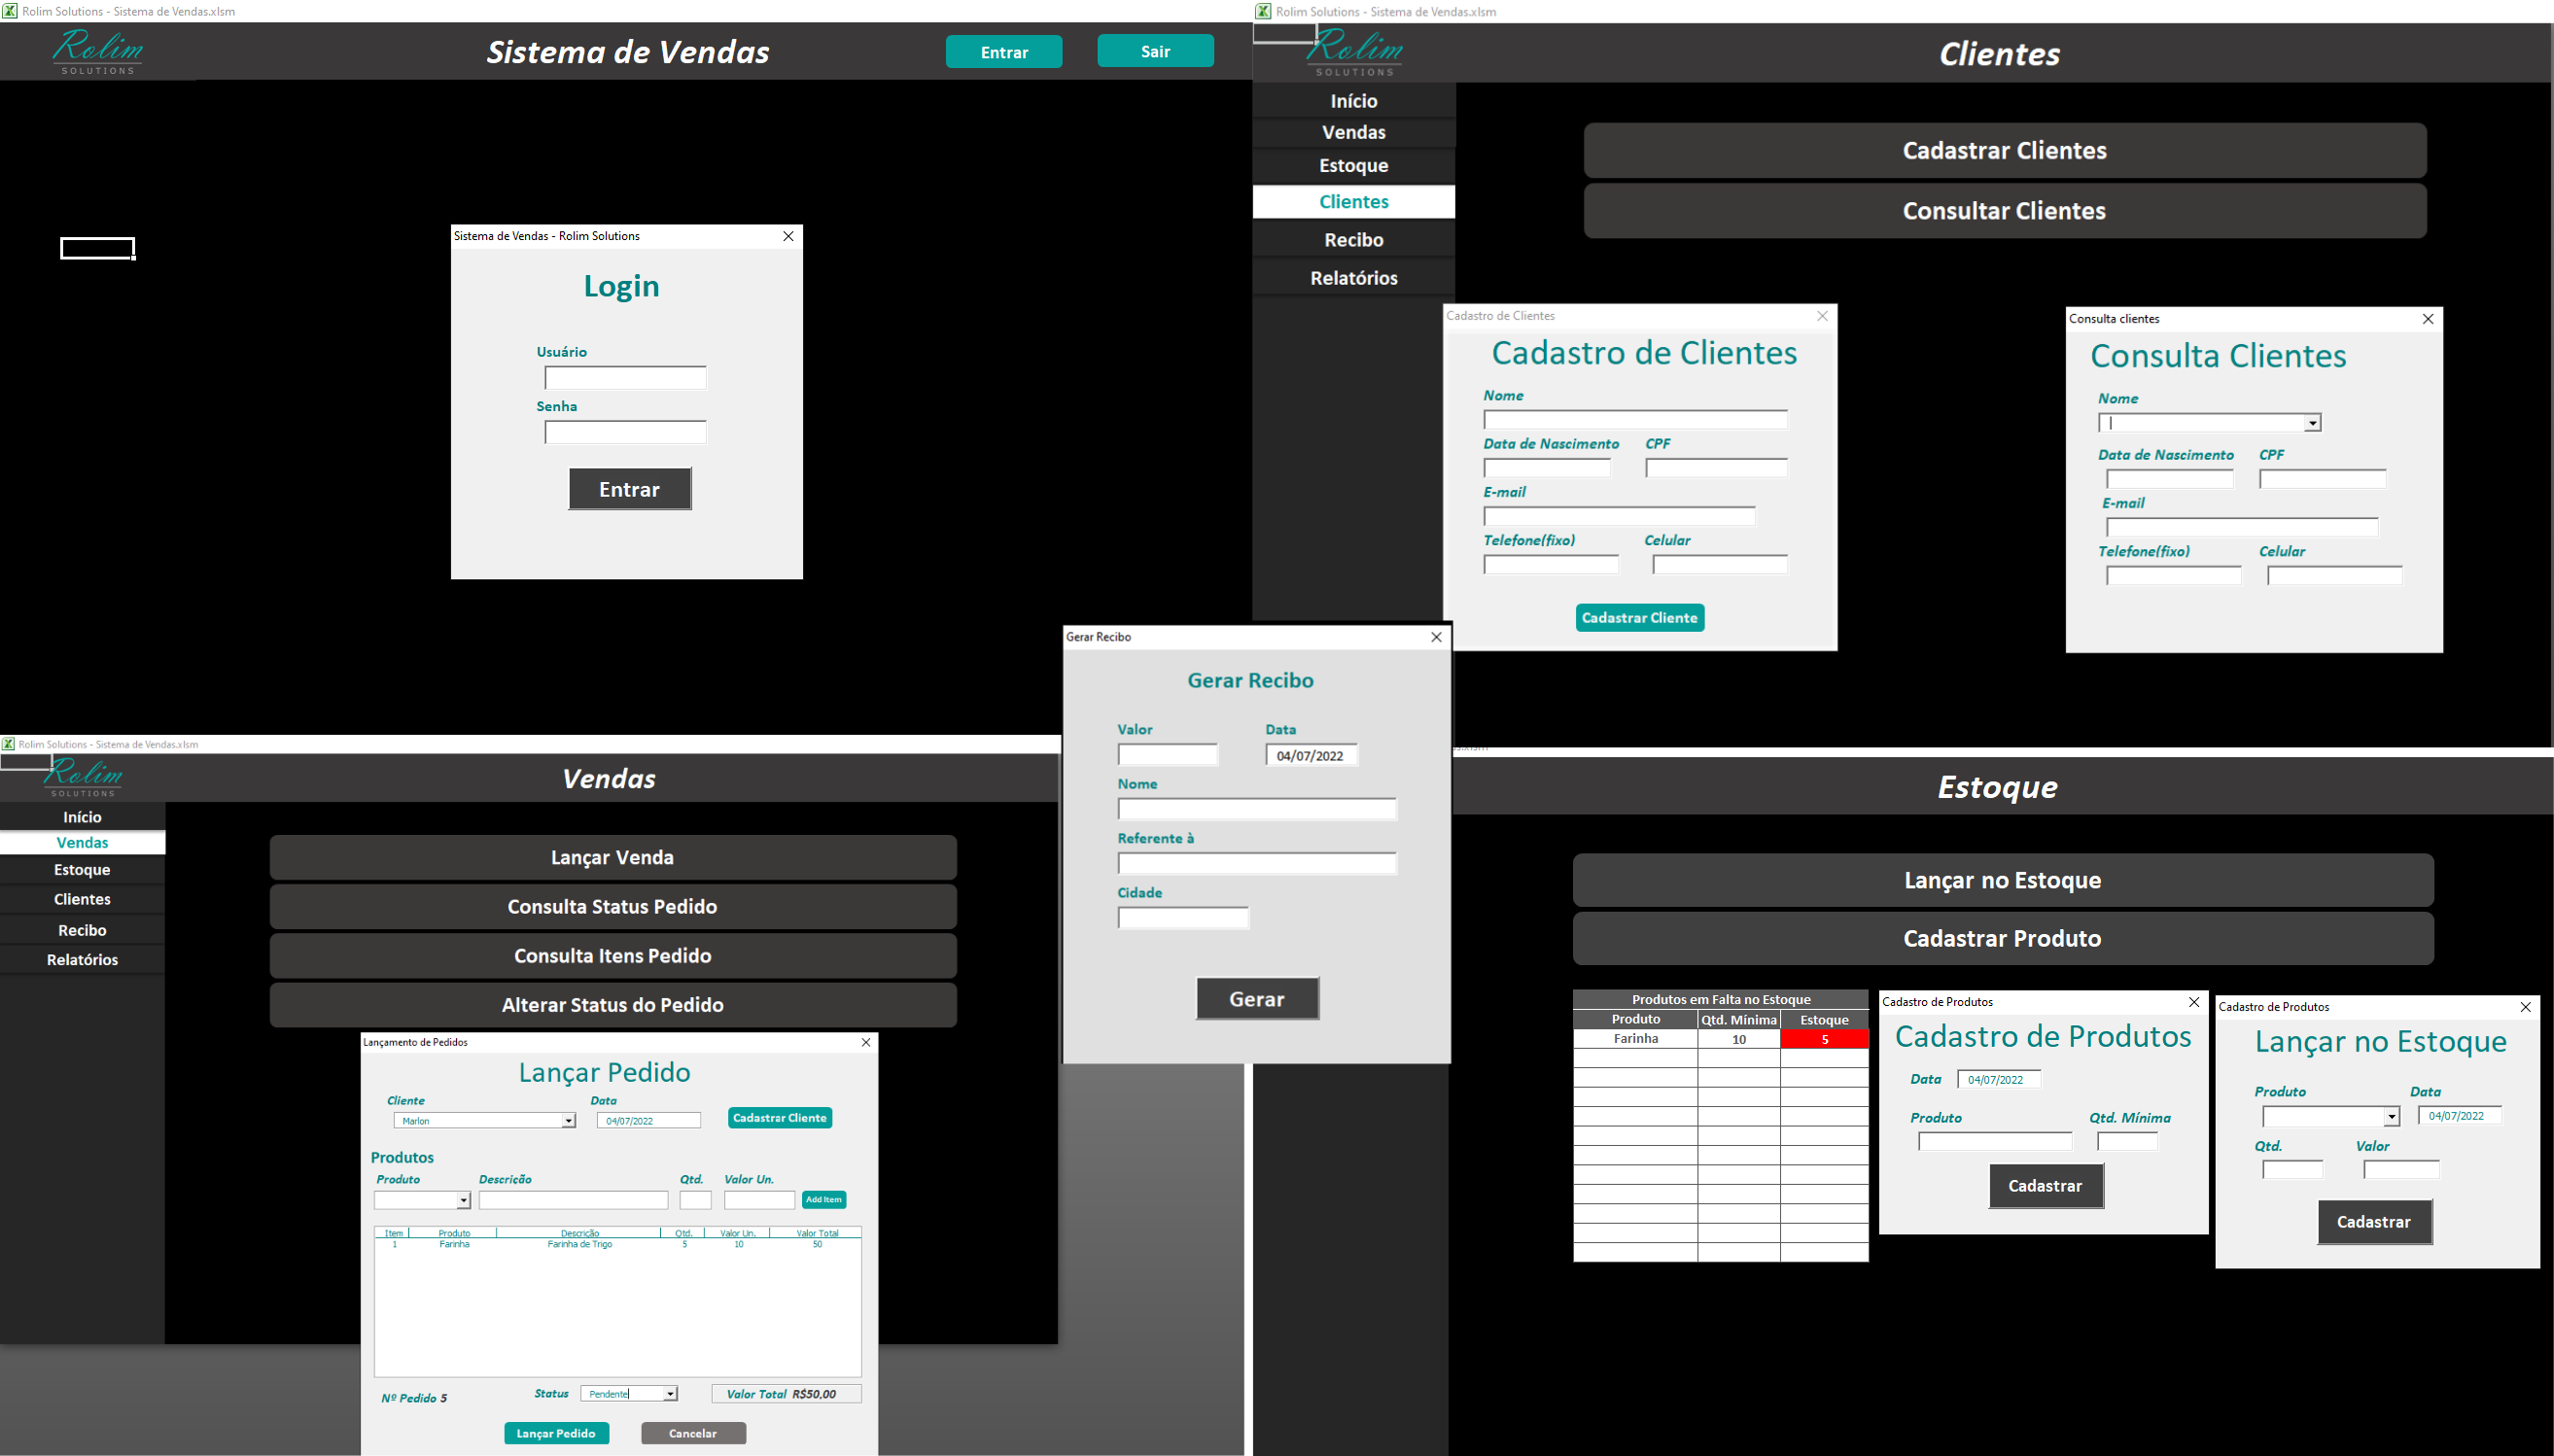 Rolim Solutions - Sistema de Vendas.xlsm
Rolim
SOLUTIONS
Sistema de Vendas
Entrar
Sair
Sistema de Vendas - Rolim Solutions
Login
Usuário
Senha
Entrar
Rolim Solutions - Sistema de Vendas.xlsm
Rolim
SOLUTIONS
Clientes
Início
Vendas
Estoque
Clientes
Recibo
Relatórios
Cadastrar Clientes
Consultar Clientes
Cadastro de Clientes
Cadastro de Clientes
Nome
Data de Nascimento CPF
E-mail
Telefone(fixo) Celular
Cadastrar Cliente
Consulta clientes
Consulta Clientes
Nome
Data de Nascimento CPF
E-mail
Telefone(fixo) Celular
Gerar Recibo
Gerar Recibo
Valor Data
04/07/2022
Nome
Referente à
Cidade
Gerar
Rolim Solutions - Sistema de Vendas.xlsm
Rolim
SOLUTIONS
Vendas
Início
Vendas
Estoque
Clientes
Recibo
Relatórios
Lançar Venda
Consulta Status Pedido
Consulta Itens Pedido
Alterar Status do Pedido
Lançamento de Pedidos
Lançar Pedido
Cliente Data
Marlon 04/07/2022 Cadastrar Cliente
Produtos
Produto Descrição Qtd. Valor Un.
Add Item
Item Produto Descrição Qtd. Valor Un. Valor Total
1 Farinha Farinha de Trigo 5 10 50
Nº Pedido 5 Status Pendente Valor Total R$50,00
Lançar Pedido Cancelar
Estoque
Lançar no Estoque
Cadastrar Produto
Produtos em Falta no Estoque
Produto Qtd. Mínima Estoque
Farinha 10 5
Cadastro de Produtos
Cadastro de Produtos
Data 04/07/2022
Produto Qtd. Mínima
Cadastrar
Cadastro de Produtos
Lançar no Estoque
Produto Data
04/07/2022
Qtd. Valor
Cadastrar